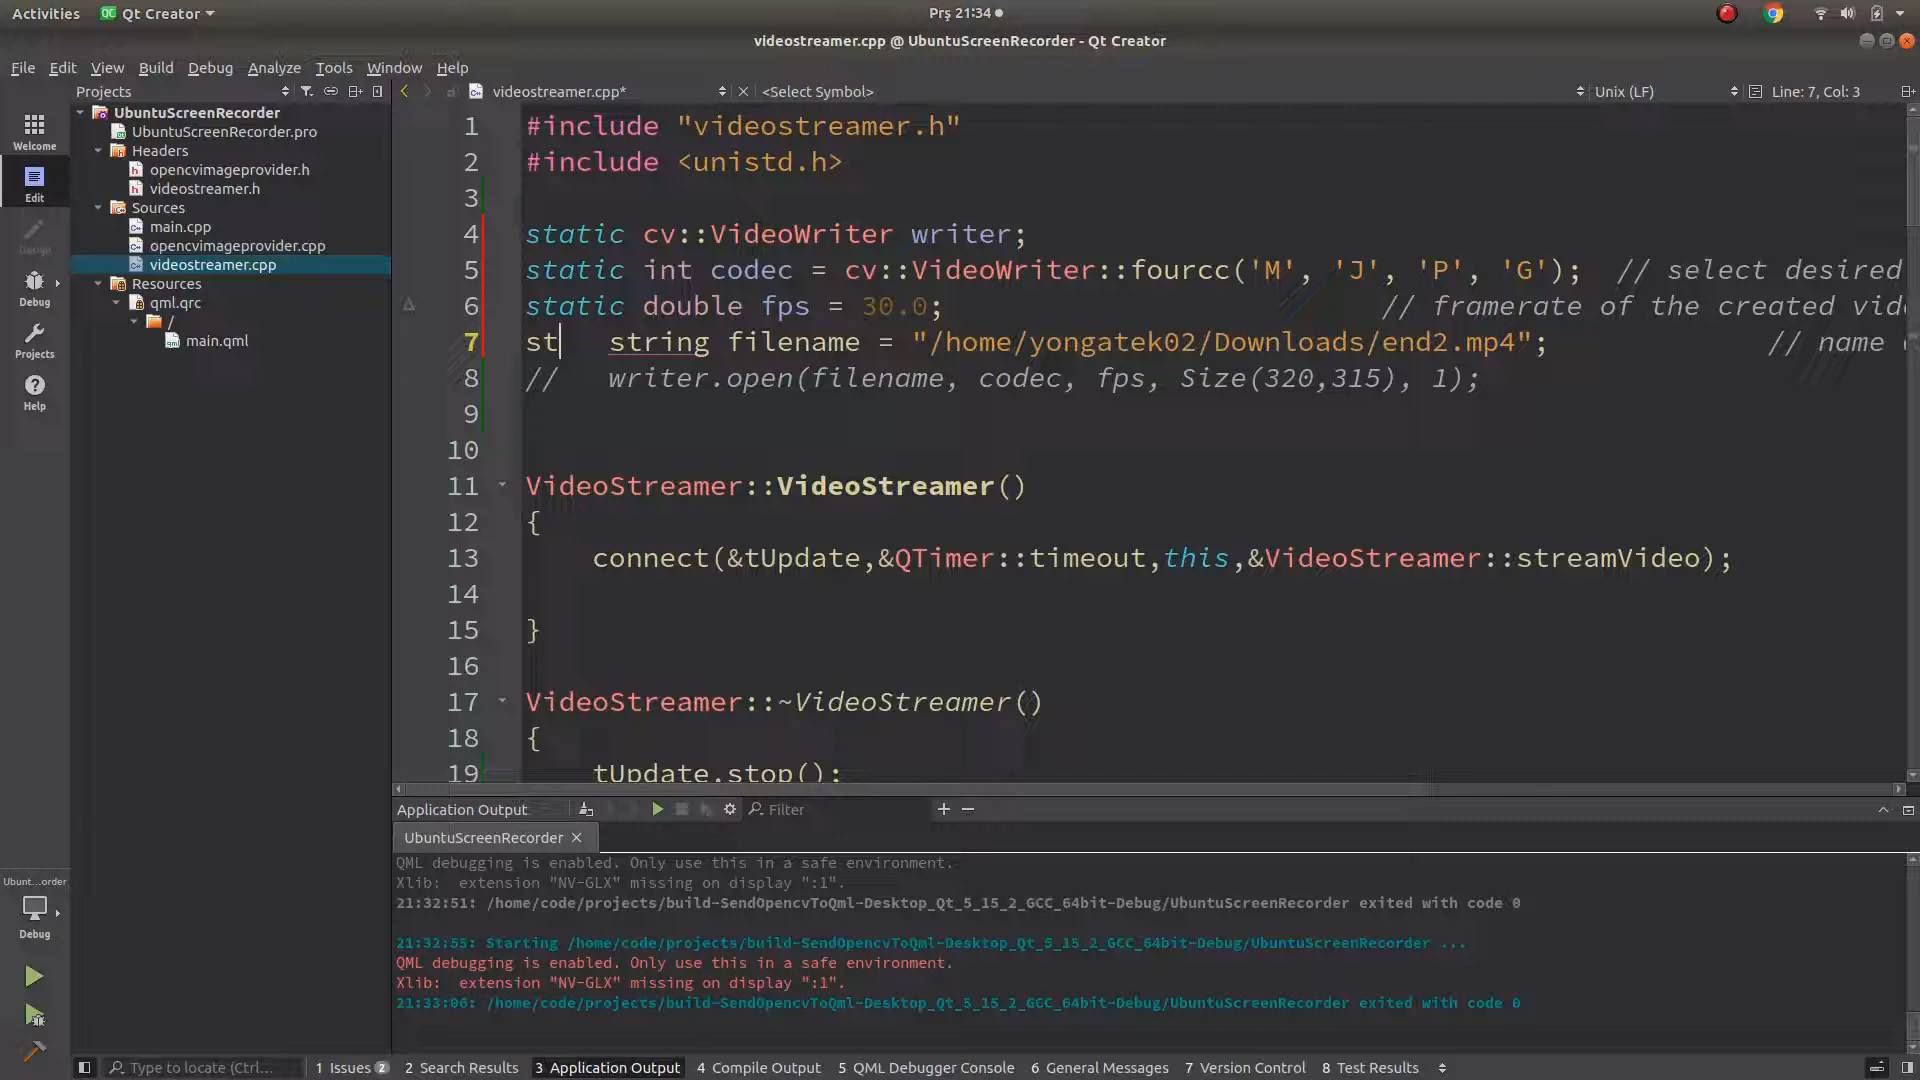 Activities Qt Creator Prş 21:34
videostreamer.cpp @ UbuntuScreenRecorder - Qt Creator
File Edit View Build Debug Analyze Tools Window Help
Projects videostreamer.cpp* <Select Symbol> Unix (LF) Line: 7, Col: 3
UbuntuScreenRecorder
UbuntuScreenRecorder.pro
Headers
opencvimageprovider.h
videostreamer.h
Sources
main.cpp
opencvimageprovider.cpp
videostreamer.cpp
Resources
qml.qrc
/
main.qml
Welcome
Edit
Design
Debug
Projects
Help
1 #include "videostreamer.h"
2 #include <unistd.h>
3
4 static cv::VideoWriter writer;
5 static int codec = cv::VideoWriter::fourcc('M', 'J', 'P', 'G'); // select desired
6 static double fps = 30.0; // framerate of the created
7 st string filename = "/home/yongatek02/Downloads/end2.mp4"; // name
8 // writer.open(filename, codec, fps, Size(320,315), 1);
9
10
11 VideoStreamer::VideoStreamer()
12 {
13 connect(&tUpdate,&QTimer::timeout,this,&VideoStreamer::streamVideo);
14
15 }
16
17 VideoStreamer::~VideoStreamer()
18 {
19 tUpdate.stop();
Application Output Filter
UbuntuScreenRecorder
QML debugging is enabled. Only use this in a safe environment.
Xlib: extension "NV-GLX" missing on display ":1".
21:32:51: /home/code/projects/build-SendOpencvToQml-Desktop_Qt_5_15_2_GCC_64bit-Debug/UbuntuScreenRecorder exited with code 0
21:32:55: Starting /home/code/projects/build-SendOpencvToQml-Desktop_Qt_5_15_2_GCC_64bit-Debug/UbuntuScreenRecorder ...
QML debugging is enabled. Only use this in a safe environment.
Xlib: extension "NV-GLX" missing on display ":1".
21:33:06: /home/code/projects/build-SendOpencvToQml-Desktop_Qt_5_15_2_GCC_64bit-Debug/UbuntuScreenRecorder exited with code 0
Ubunt...order
Debug
Type to locate (Ctrl... 1 Issues 2 2 Search Results 3 Application Output 4 Compile Output 5 QML Debugger Console 6 General Messages 7 Version Control 8 Test Results